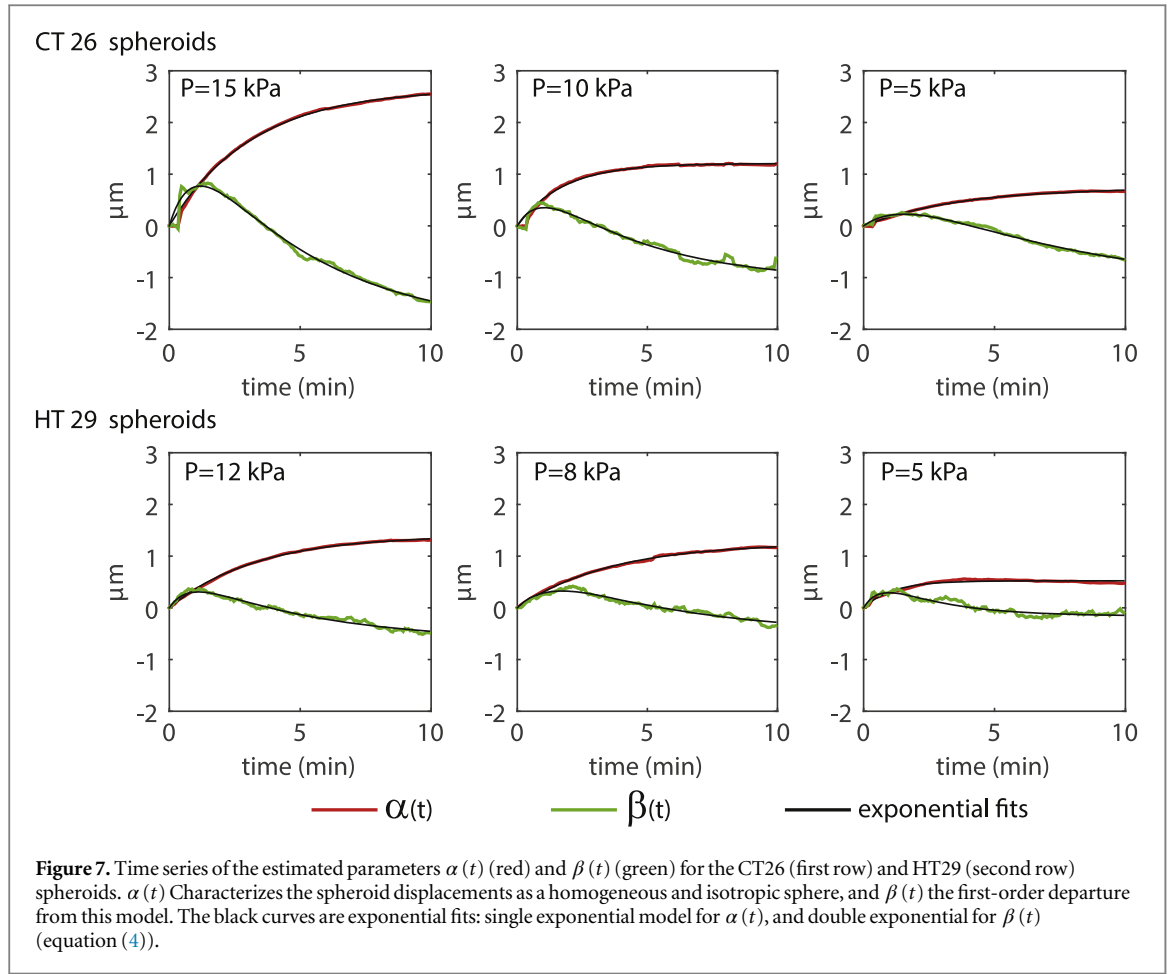 CT 26 spheroids
P=15 kPa
P=10 kPa
P=5 kPa
3
2
1
0
-1
-2
μm
0 5 10
time (min)
3
2
1
0
-1
-2
μm
0 5 10
time (min)
3
2
1
0
-1
-2
μm
0 5 10
time (min)
HT 29 spheroids
P=12 kPa
P=8 kPa
P=5 kPa
3
2
1
0
-1
-2
μm
0 5 10
time (min)
3
2
1
0
-1
-2
μm
0 5 10
time (min)
3
2
1
0
-1
-2
μm
0 5 10
time (min)
α(t) β(t) exponential fits
Figure 7. Time series of the estimated parameters α (t) (red) and β (t) (green) for the CT26 (first row) and HT29 (second row)
spheroids. α (t) Characterizes the spheroid displacements as a homogeneous and isotropic sphere, and β (t) the first-order departure
from this model. The black curves are exponential fits: single exponential model for α (t), and double exponential for β (t)
(equation (4)).